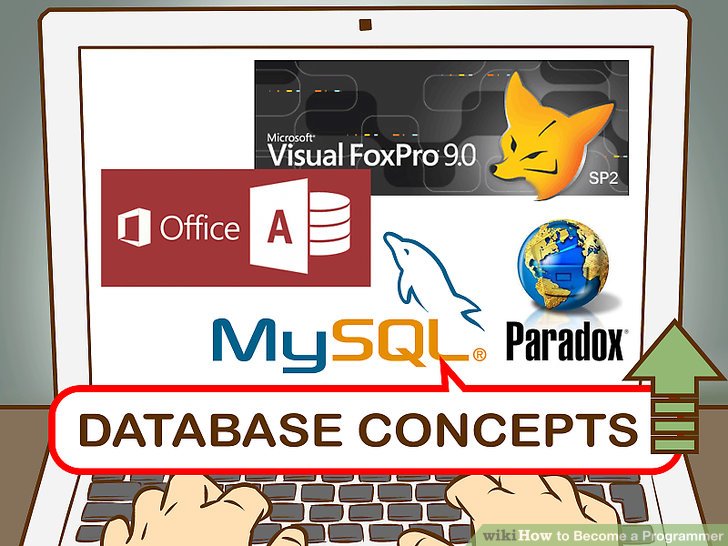 Microsoft®
Visual FoxPro® 9.0
SP2
Office A
MySQL®
Paradox®
DATABASE CONCEPTS
wikiHow to Become a Programmer